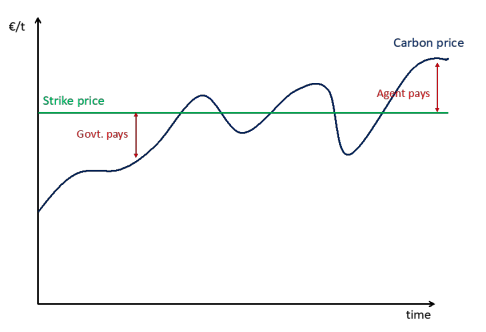 €/t
Carbon price
Agent pays
Strike price
Govt. pays
time